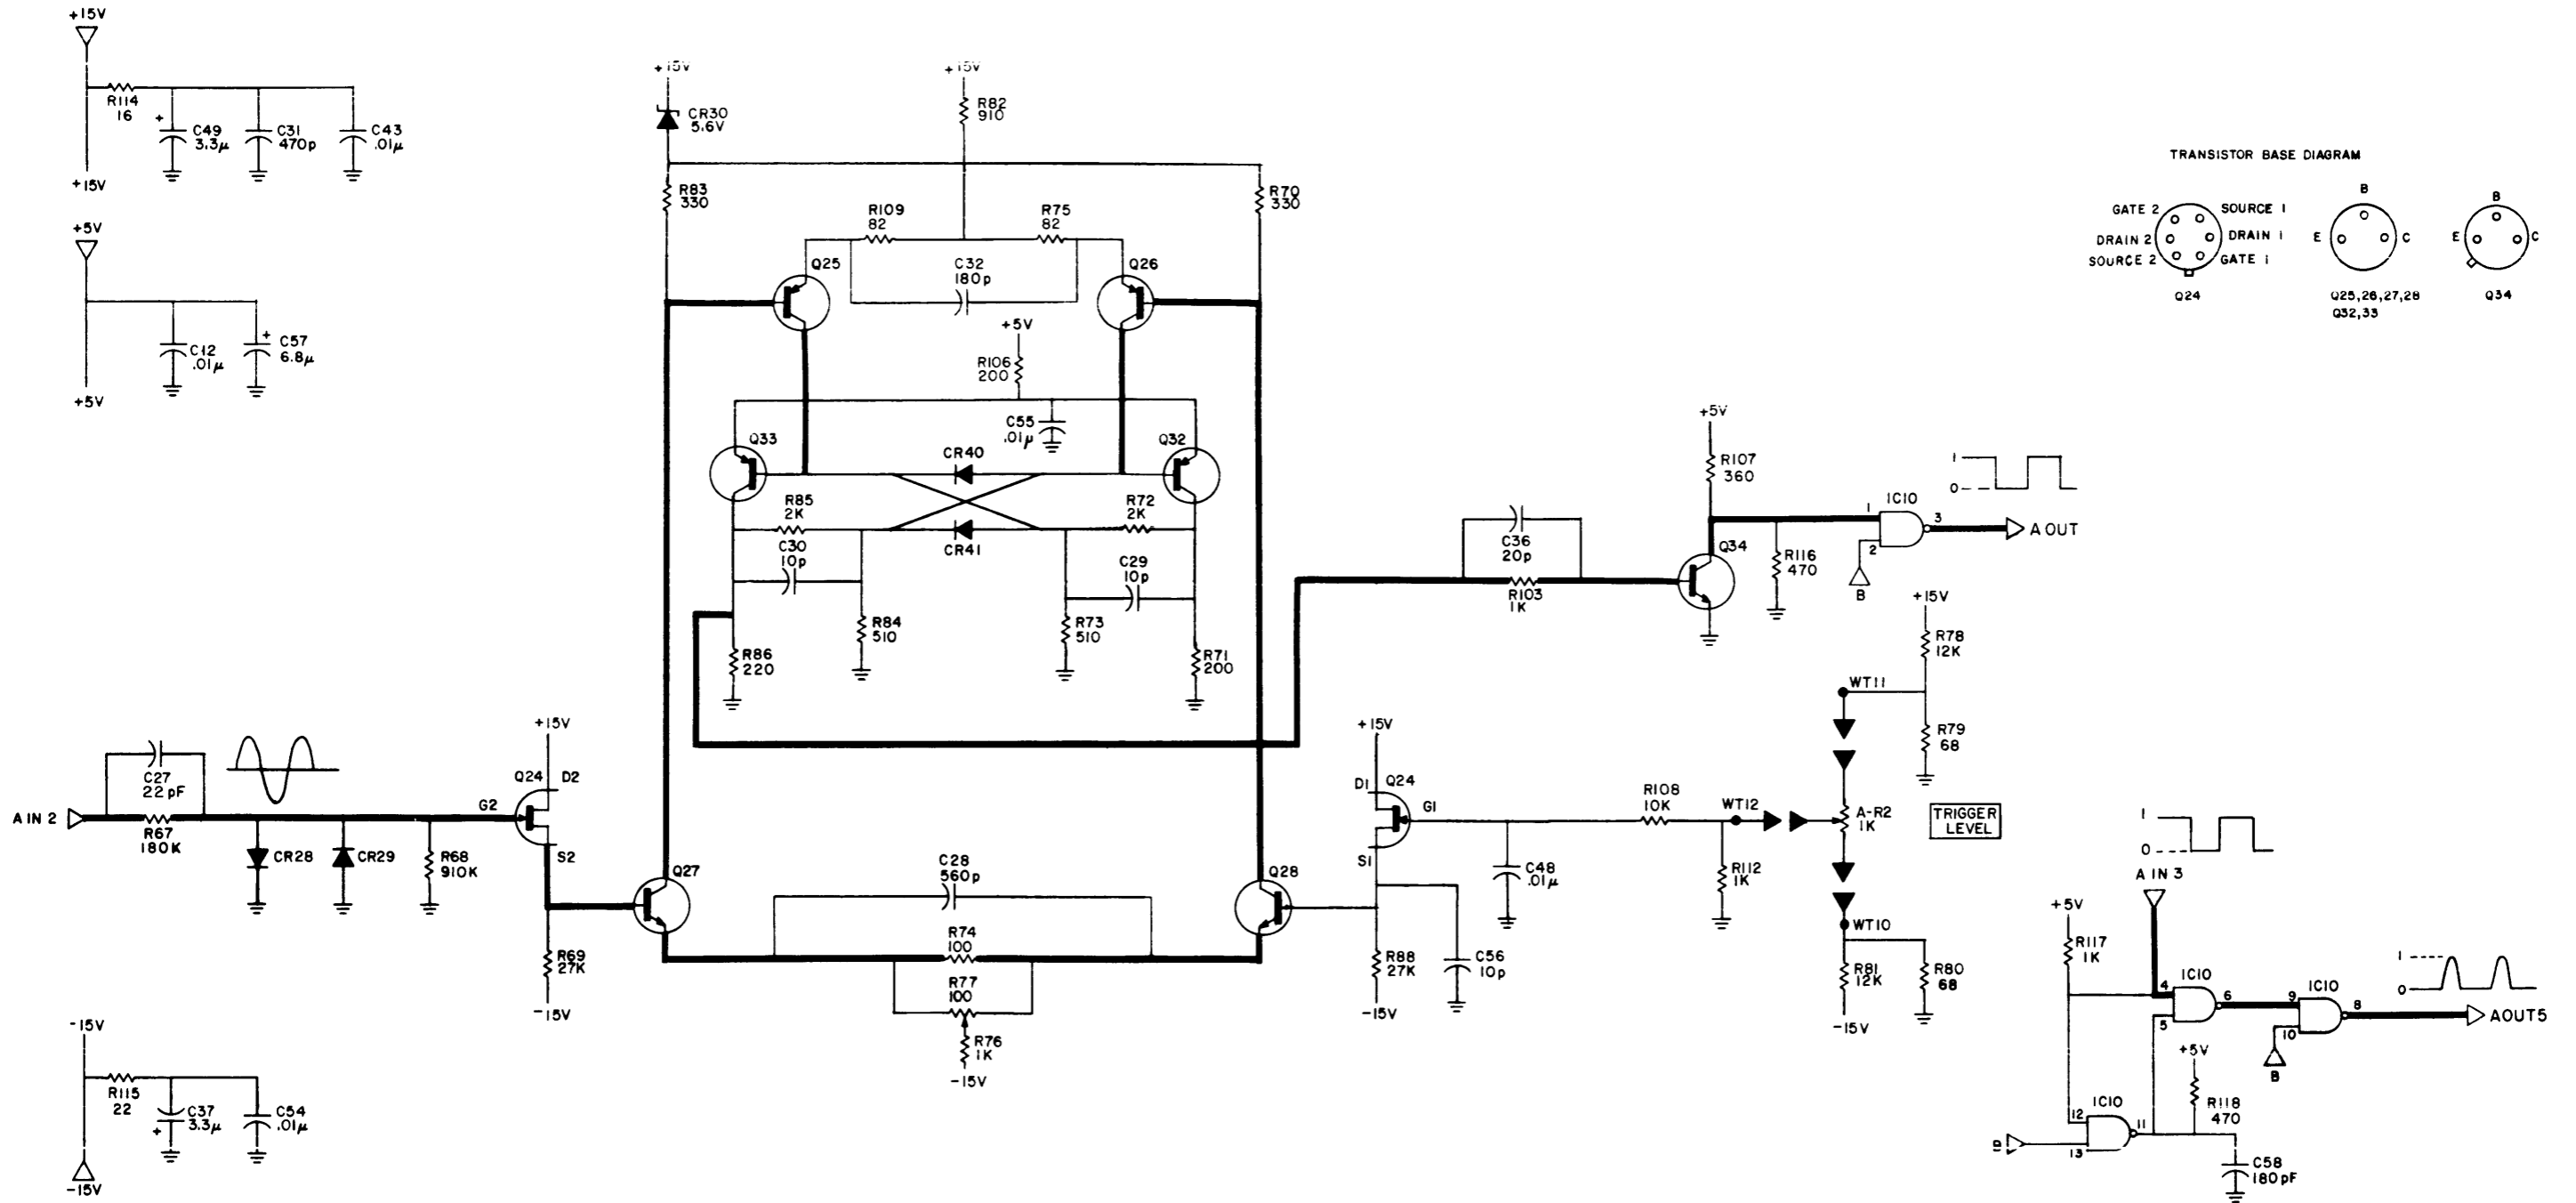 +15V
R114
16
C49
3.3µ
+
C31
470p
C43
.01µ
+15V
+5V
C12
.01µ
+
C57
6.8µ
+5V
+15V
CR30
5.6V
+15V
R82
910
R83
330
R70
330
R109
82
R75
82
Q25
C32
180p
Q26
+5V
R106
200
C55
.01µ
Q33
Q32
CR40
R85
2K
R72
2K
CR41
C30
10p
C29
10p
R84
510
R73
510
R86
220
R71
200
TRANSISTOR BASE DIAGRAM
GATE 2
SOURCE 1
DRAIN 2
DRAIN 1
SOURCE 2
GATE 1
Q24
B
E
C
Q25,26,27,28
Q32,33
B
E
C
Q34
+5V
R107
360
C36
20p
R103
1K
Q34
R116
470
1
0
1
2
IC10
3
A OUT
B
+15V
R78
12K
WT11
R79
68
A IN 2
C27
22pF
R67
180K
CR28
CR29
R68
910K
+15V
Q24
D2
G2
S2
R69
27K
-15V
Q27
C28
560p
R74
100
R77
100
R76
1K
-15V
Q28
+15V
D1
Q24
G1
S1
R88
27K
-15V
C56
10p
C48
.01µ
R108
10K
WT12
R112
1K
A-R2
1K
TRIGGER
LEVEL
WT10
R81
12K
R80
68
-15V
1
0
A IN 3
+5V
R117
1K
4
5
IC10
6
9
10
IC10
8
1
0
A OUT5
B
+5V
R118
470
12
13
IC10
11
C58
180pF
-15V
R115
22
C37
3.3µ
+
C54
.01µ
-15V